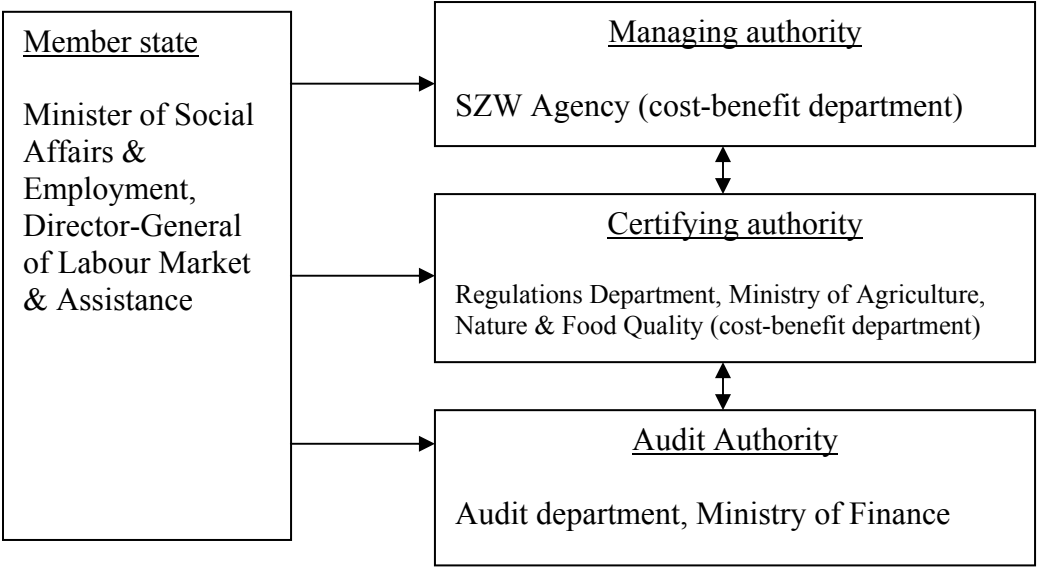 Member state
Minister of Social
Affairs &
Employment,
Director-General
of Labour Market
& Assistance
Managing authority
SZW Agency (cost-benefit department)
Certifying authority
Regulations Department, Ministry of Agriculture,
Nature & Food Quality (cost-benefit department)
Audit Authority
Audit department, Ministry of Finance